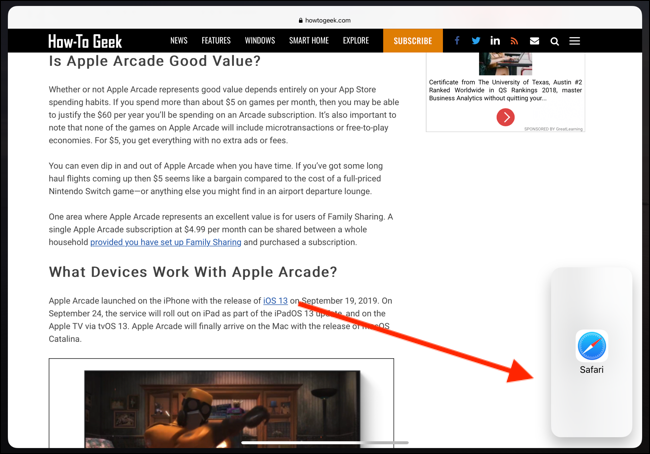 howtogeek.com
How-To Geek NEWS FEATURES WINDOWS SMART HOME EXPLORE SUBSCRIBE
Is Apple Arcade Good Value?
Whether or not Apple Arcade represents good value depends entirely on your App Store
spending habits. If you spend more than about $5 on games per month, then you may be able to
justify the $60 per year you'll be spending on an Arcade subscription. It's also important to
note that none of the games on Apple Arcade will include microtransactions or free-to-play
economies. For $5, you get everything with no extra ads or fees.
You can even dip in and out of Apple Arcade when you have time. If you've got some long
haul flights coming up then $5 seems like a bargain compared to the cost of a full-priced
Nintendo Switch game—or anything else you might find in an airport departure lounge.
One area where Apple Arcade represents an excellent value is for users of Family Sharing. A
single Apple Arcade subscription at $4.99 per month can be shared between a whole
household provided you have set up Family Sharing and purchased a subscription.
What Devices Work With Apple Arcade?
Apple Arcade launched on the iPhone with the release of iOS 13 on September 19, 2019. On
September 24, the service will roll out on iPad as part of the iPadOS 13 update, and on the
Apple TV via tvOS 13. Apple Arcade will finally arrive on the Mac with the release of macOS
Catalina.
Certificate from The University of Texas, Austin #2
Ranked Worldwide in QS Rankings 2018, master
Business Analytics without quitting your...
SPONSORED BY GreatLearning
Safari